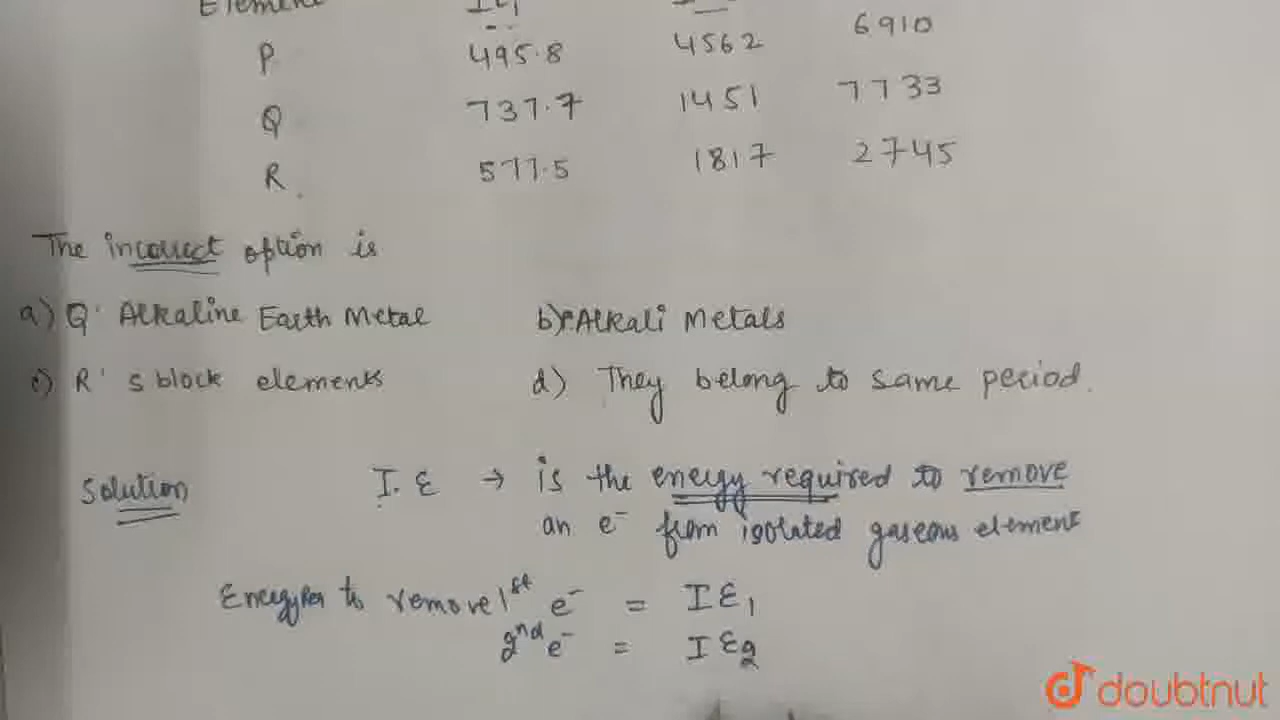 Element IE1
P 495.8 4562 6910
Q 737.7 1451 7733
R 577.5 1817 2745
The incorrect option is
a) Q: Alkaline Earth Metal b) P: Alkali Metals
c) R: s block elements d) They belong to same period.
Solution I.E → is the energy required to remove
an e⁻ from isolated gaseous element
Energy to remove 1st e⁻ = IE1
2nd e⁻ = IE2
doubtnut